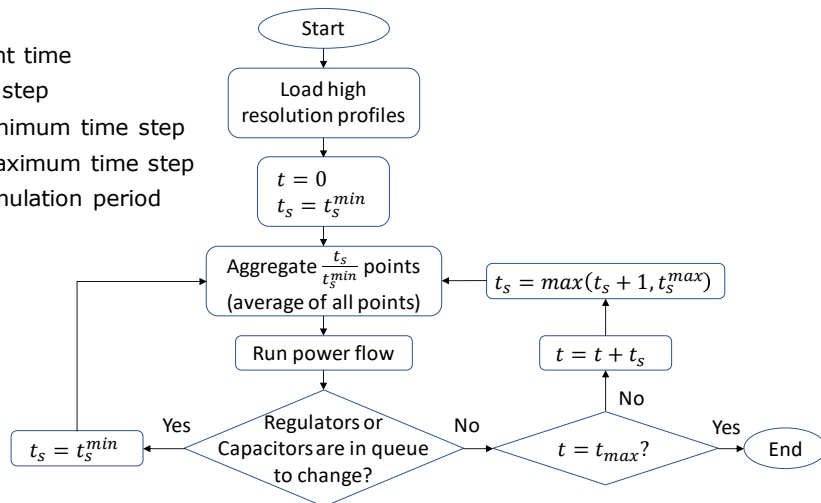 Start
nt time
step
nimum time step
aximum time step
nulation period
Load high
resolution profiles
t = 0
t_s = t_s^{min}
Aggregate \frac{t_s}{t_s^{min}} points
(average of all points)
t_s = max(t_s + 1, t_s^{max})
Run power flow
t = t + t_s
No
Yes
Regulators or
Capacitors are in queue
to change?
No
Yes
t_s = t_s^{min}
t = t_{max}?
End